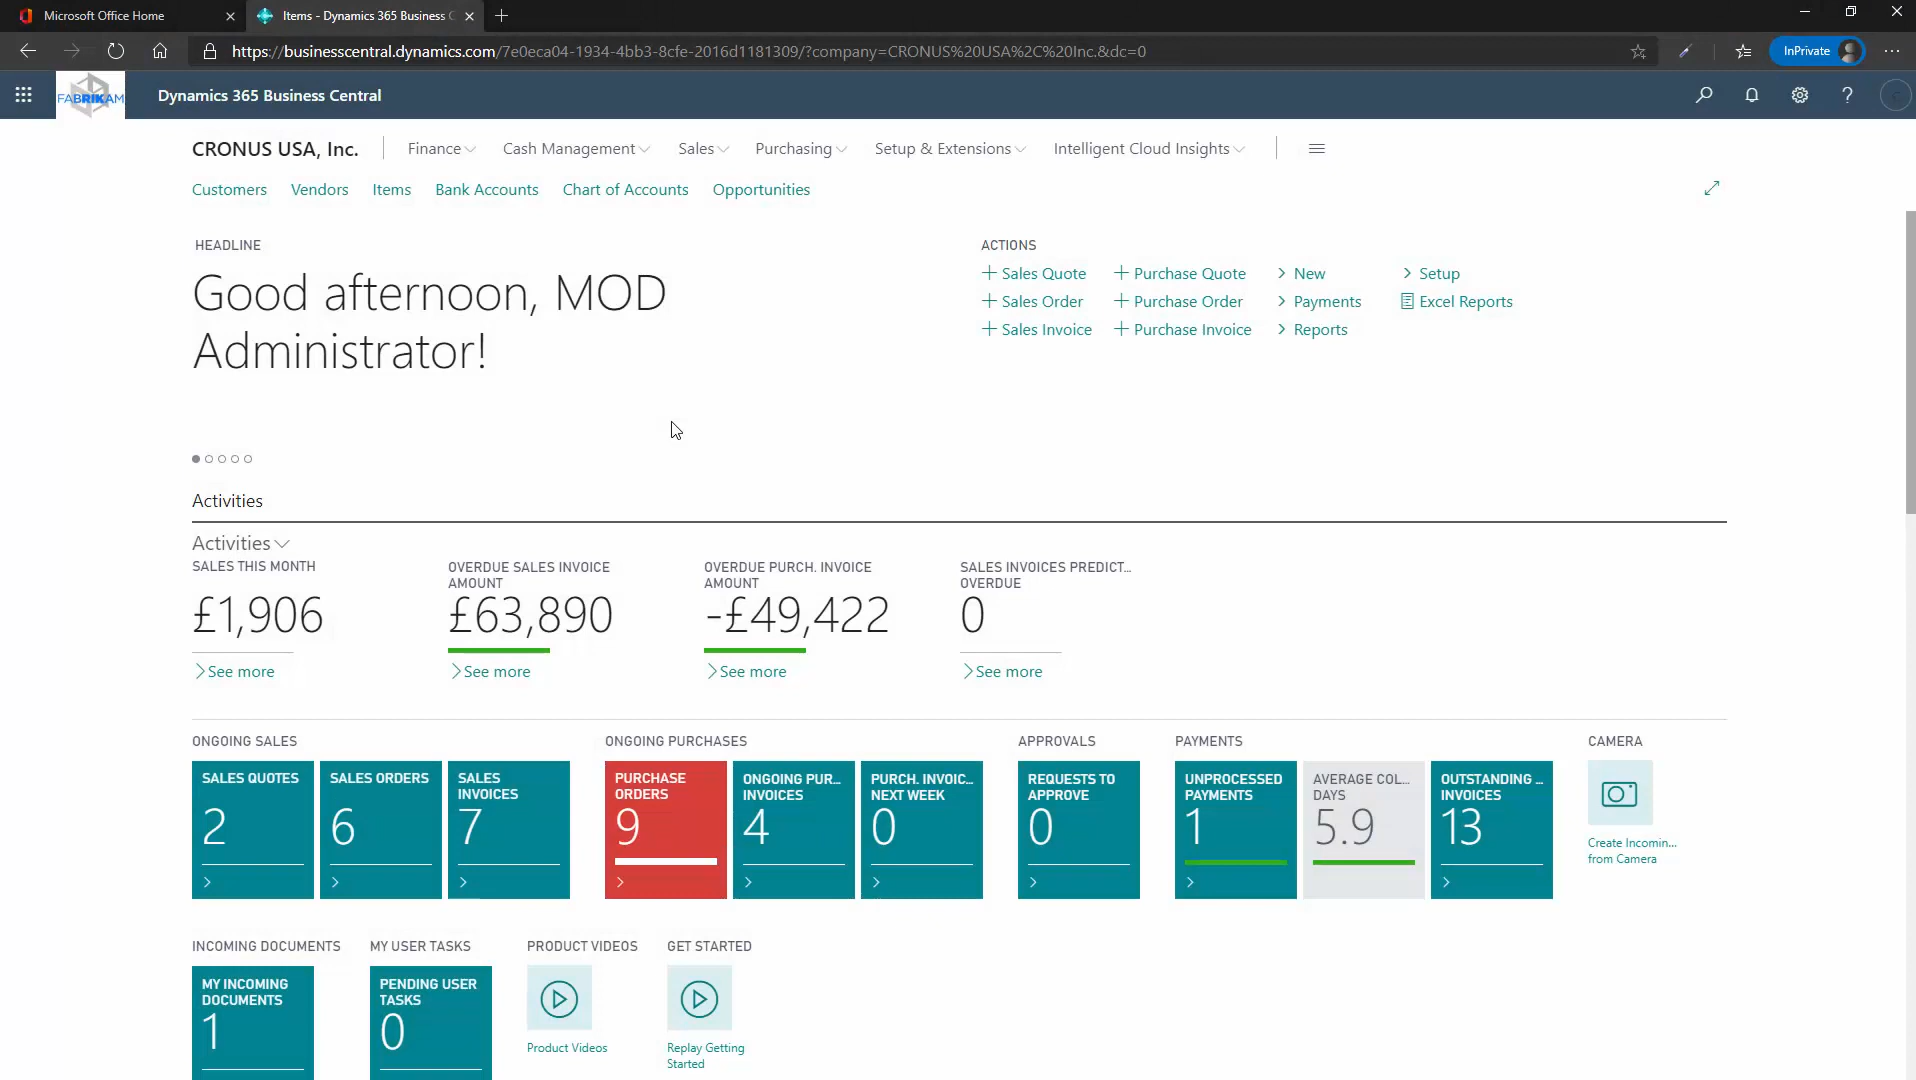 Microsoft Office Home
Items - Dynamics 365 Business C
https://businesscentral.dynamics.com/7e0eca04-1934-4bb3-8cfe-2016d1181309/?company=CRONUS%20USA%2C%20Inc.&dc=0
InPrivate
FABRIKAM
Dynamics 365 Business Central
CRONUS USA, Inc.
Finance
Cash Management
Sales
Purchasing
Setup & Extensions
Intelligent Cloud Insights
Customers
Vendors
Items
Bank Accounts
Chart of Accounts
Opportunities
HEADLINE
Good afternoon, MOD
Administrator!
ACTIONS
Sales Quote
Purchase Quote
New
Setup
Sales Order
Purchase Order
Payments
Excel Reports
Sales Invoice
Purchase Invoice
Reports
Activities
Activities
SALES THIS MONTH
£1,906
See more
OVERDUE SALES INVOICE
AMOUNT
£63,890
See more
OVERDUE PURCH. INVOICE
AMOUNT
-£49,422
See more
SALES INVOICES PREDICT...
OVERDUE
0
See more
ONGOING SALES
SALES QUOTES
2
SALES ORDERS
6
SALES
INVOICES
7
ONGOING PURCHASES
PURCHASE
ORDERS
9
ONGOING PUR...
INVOICES
4
PURCH. INVOIC...
NEXT WEEK
0
APPROVALS
REQUESTS TO
APPROVE
0
PAYMENTS
UNPROCESSED
PAYMENTS
1
AVERAGE COL...
DAYS
5.9
OUTSTANDING ...
INVOICES
13
CAMERA
Create Incomin...
from Camera
INCOMING DOCUMENTS
MY INCOMING
DOCUMENTS
1
MY USER TASKS
PENDING USER
TASKS
0
PRODUCT VIDEOS
Product Videos
GET STARTED
Replay Getting
Started